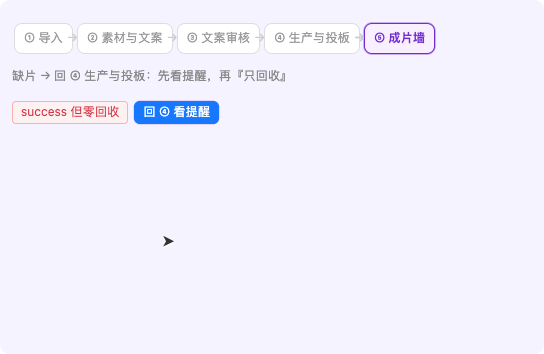 ① 导入 → ② 素材与文案 → ③ 文案审核 → ④ 生产与投板 → ⑤ 成片墙
缺片 → 回 ④ 生产与投板：先看提醒，再『只回收』
success 但零回收 回 ④ 看提醒